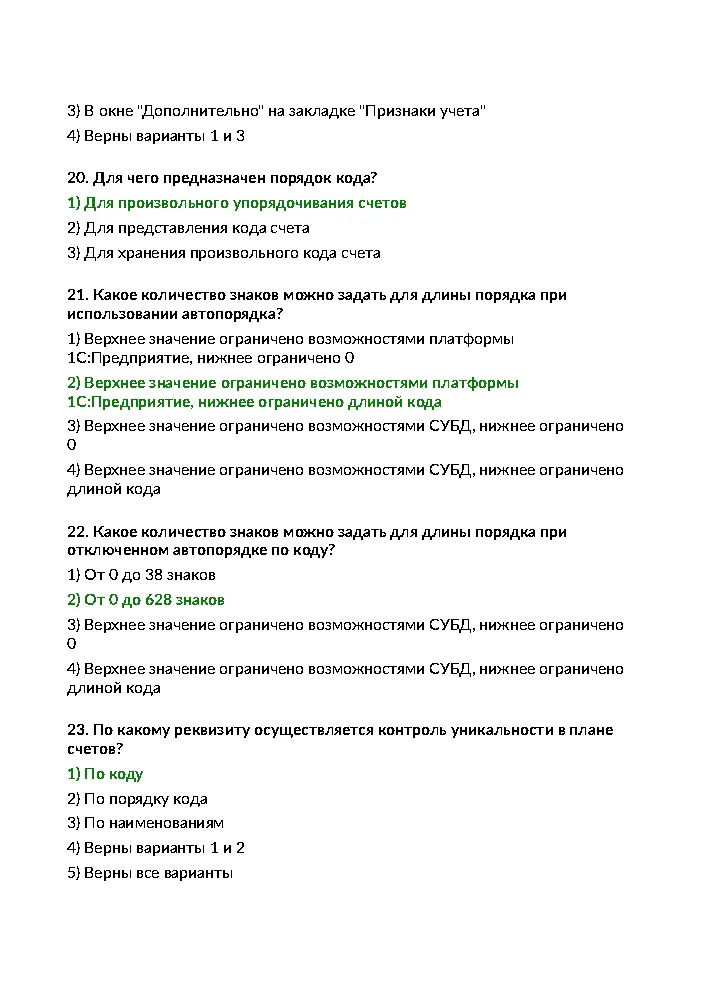 3) В окне "Дополнительно" на закладке "Признаки учета"
4) Верны варианты 1 и 3
20. Для чего предназначен порядок кода?
1) Для произвольного упорядочивания счетов
2) Для представления кода счета
3) Для хранения произвольного кода счета
21. Какое количество знаков можно задать для длины порядка при
использовании автопорядка?
1) Верхнее значение ограничено возможностями платформы
1С:Предприятие, нижнее ограничено 0
2) Верхнее значение ограничено возможностями платформы
1С:Предприятие, нижнее ограничено длиной кода
3) Верхнее значение ограничено возможностями СУБД, нижнее ограничено
0
4) Верхнее значение ограничено возможностями СУБД, нижнее ограничено
длиной кода
22. Какое количество знаков можно задать для длины порядка при
отключенном автопорядке по коду?
1) От 0 до 38 знаков
2) От 0 до 628 знаков
3) Верхнее значение ограничено возможностями СУБД, нижнее ограничено
0
4) Верхнее значение ограничено возможностями СУБД, нижнее ограничено
длиной кода
23. По какому реквизиту осуществляется контроль уникальности в плане
счетов?
1) По коду
2) По порядку кода
3) По наименованиям
4) Верны варианты 1 и 2
5) Верны все варианты